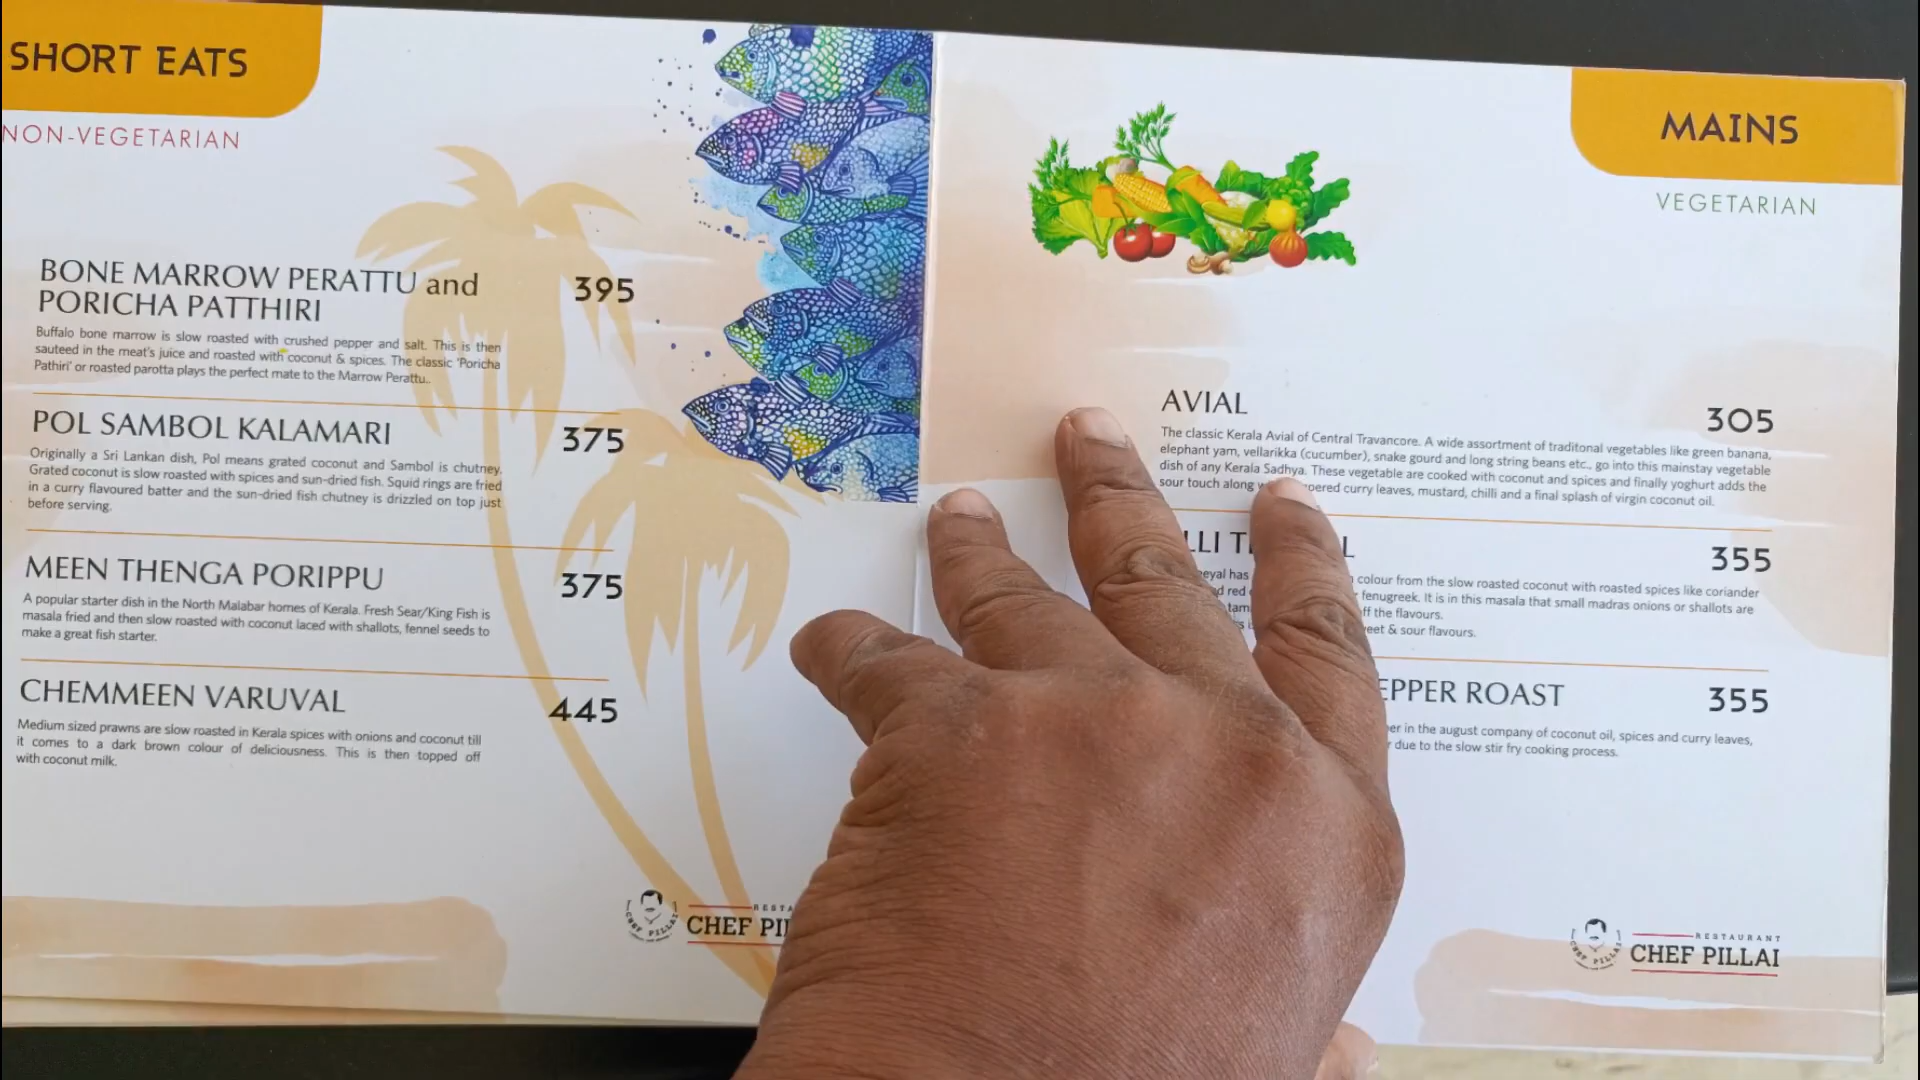 SHORT EATS
NON-VEGETARIAN
BONE MARROW PERATTU and
PORICHA PATTHIRI
395
Buffalo bone marrow is slow roasted with crushed pepper and salt. This is then
sauteed in the meat's juice and roasted with coconut & spices. The classic 'Poricha
Pathiri' or roasted parotta plays the perfect mate to the Marrow Perattu..
POL SAMBOL KALAMARI
375
Originally a Sri Lankan dish, Pol means grated coconut and Sambol is chutney.
Grated coconut is slow roasted with spices and sun-dried fish. Squid rings are fried
in a curry flavoured batter and the sun-dried fish chutney is drizzled on top just
before serving.
MEEN THENGA PORIPPU
375
A popular starter dish in the North Malabar homes of Kerala. Fresh Sear/King Fish is
masala fried and then slow roasted with coconut laced with shallots, fennel seeds to
make a great fish starter.
CHEMMEEN VARUVAL
445
Medium sized prawns are slow roasted in Kerala spices with onions and coconut till
it comes to a dark brown colour of deliciousness. This is then topped off
with coconut milk.
CHEF PILLAI
CHEF
MAINS
VEGETARIAN
AVIAL
305
The classic Kerala Avial of Central Travancore. A wide assortment of traditonal vegetables like green banana,
elephant yam, vellarikka (cucumber), snake gourd and long string beans etc., go into this mainstay vegetable
dish of any Kerala Sadhya. These vegetable are cooked with coconut and spices and finally yoghurt adds the
sour touch along curry leaves, mustard, chilli and a final splash of virgin coconut oil.
355
has colour from the slow roasted coconut with roasted spices like coriander
red fenugreek. It is in this masala that small madras onions or shallots are
the flavours.
& sour flavours.
ROAST
355
in the august company of coconut oil, spices and curry leaves,
due to the slow stir fry cooking process.
CHEF PILLAI
RESTAURANT
CHEF PILLAI